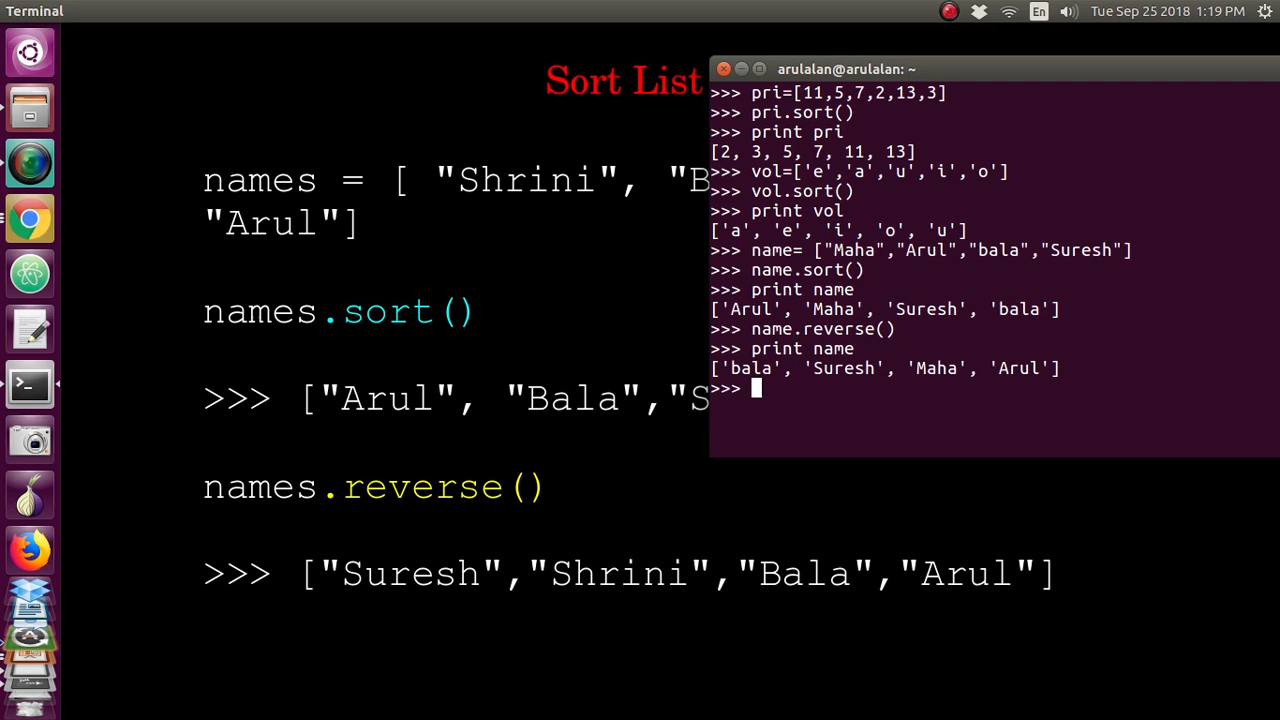 Terminal
En
Tue Sep 25 2018 1:19 PM
Sort List
names = [ "Shrini", "B
"Arul"]
names.sort()
>>> ["Arul", "Bala","S
names.reverse()
>>> ["Suresh","Shrini","Bala","Arul"]
arulalan@arulalan: ~
>>> pri=[11,5,7,2,13,3]
>>> pri.sort()
>>> print pri
[2, 3, 5, 7, 11, 13]
>>> vol=['e','a','u','i','o']
>>> vol.sort()
>>> print vol
['a', 'e', 'i', 'o', 'u']
>>> name= ["Maha","Arul","bala","Suresh"]
>>> name.sort()
>>> print name
['Arul', 'Maha', 'Suresh', 'bala']
>>> name.reverse()
>>> print name
['bala', 'Suresh', 'Maha', 'Arul']
>>>